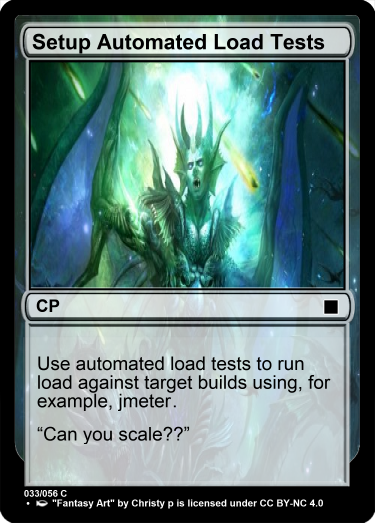 Setup Automated Load Tests
CP
Use automated load tests to run
load against target builds using, for
example, jmeter.
“Can you scale??”
033/056 C
• "Fantasy Art" by Christy p is licensed under CC BY-NC 4.0